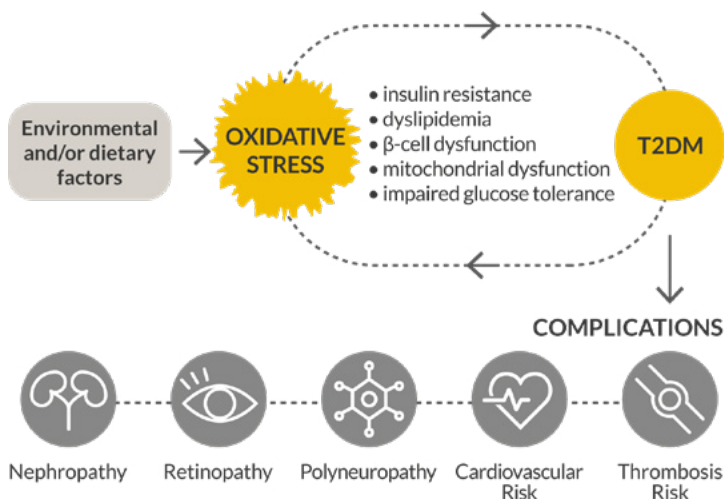 Environmental
and/or dietary
factors
OXIDATIVE
STRESS
• insulin resistance
• dyslipidemia
• β-cell dysfunction
• mitochondrial dysfunction
• impaired glucose tolerance
T2DM
COMPLICATIONS
Nephropathy
Retinopathy
Polyneuropathy
Cardiovascular
Risk
Thrombosis
Risk